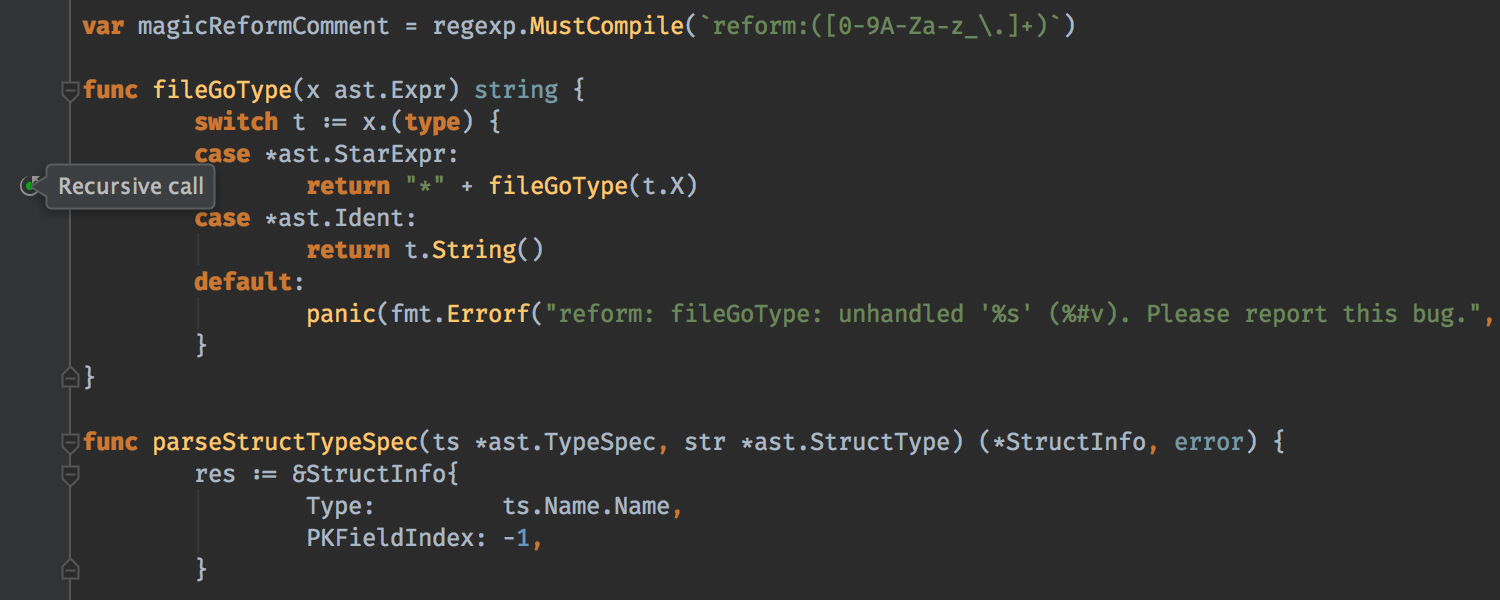 var magicReformComment = regexp.MustCompile(`reform:([0-9A-Za-z_\.]+)`)
func fileGoType(x ast.Expr) string {
switch t := x.(type) {
case *ast.StarExpr:
Recursive call
return "*" + fileGoType(t.X)
case *ast.Ident:
return t.String()
default:
panic(fmt.Errorf("reform: fileGoType: unhandled '%s' (%#v). Please report this bug.",
}
}
func parseStructTypeSpec(ts *ast.TypeSpec, str *ast.StructType) (*StructInfo, error) {
res := &StructInfo{
Type: ts.Name.Name,
PKFieldIndex: -1,
}